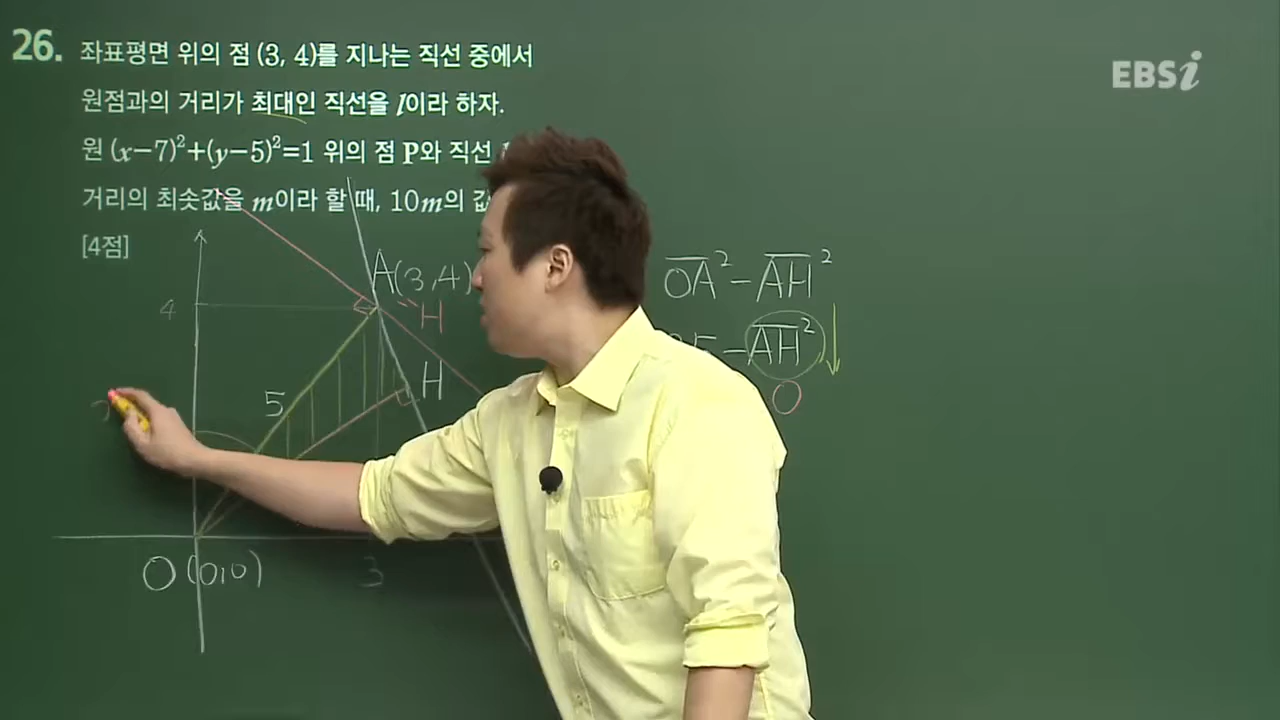 26. 좌표평면 위의 점 (3, 4)를 지나는 직선 중에서
원점과의 거리가 최대인 직선을 l이라 하자.
원 (x−7)²+(y−5)²=1 위의 점 P와 직선
거리의 최솟값을 m이라 할 때, 10m의
[4점]
EBSi
A(3,4)
4
H
H
5
O(0,0)
3
OA² − AH²
− AH²
0